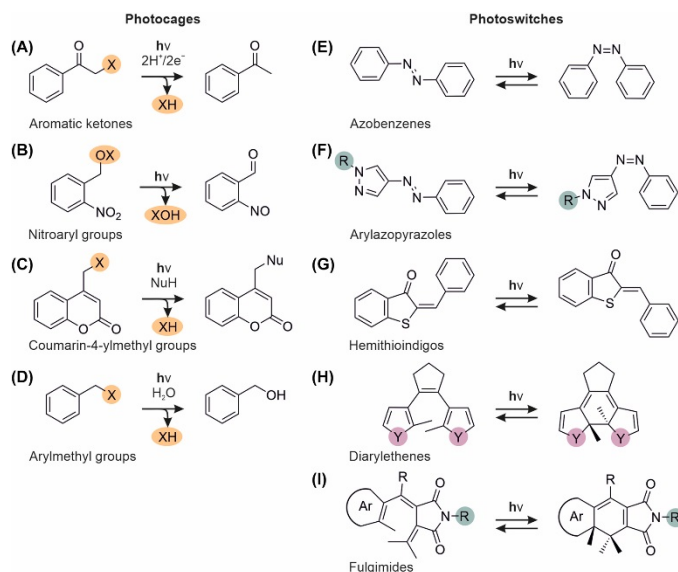 Photocages
Photoswitches
(A)
O
X
hν
2H⁺/2e⁻
XH
O
Aromatic ketones
(B)
OX
NO₂
hν
XOH
O
NO
Nitroaryl groups
(C)
X
O
O
hν
NuH
XH
Nu
O
O
Coumarin-4-ylmethyl groups
(D)
X
hν
H₂O
XH
OH
Arylmethyl groups
(E)
N
N
hν
N=N
Azobenzenes
(F)
R
N
N
N
N
hν
N=N
N
N
R
Arylazopyrazoles
(G)
O
S
hν
O
S
Hemithioindigos
(H)
Y
Y
hν
Y
Y
Diarylethenes
(I)
R
O
Ar
N
R
O
hν
R
O
Ar
N
R
O
Fulgimides